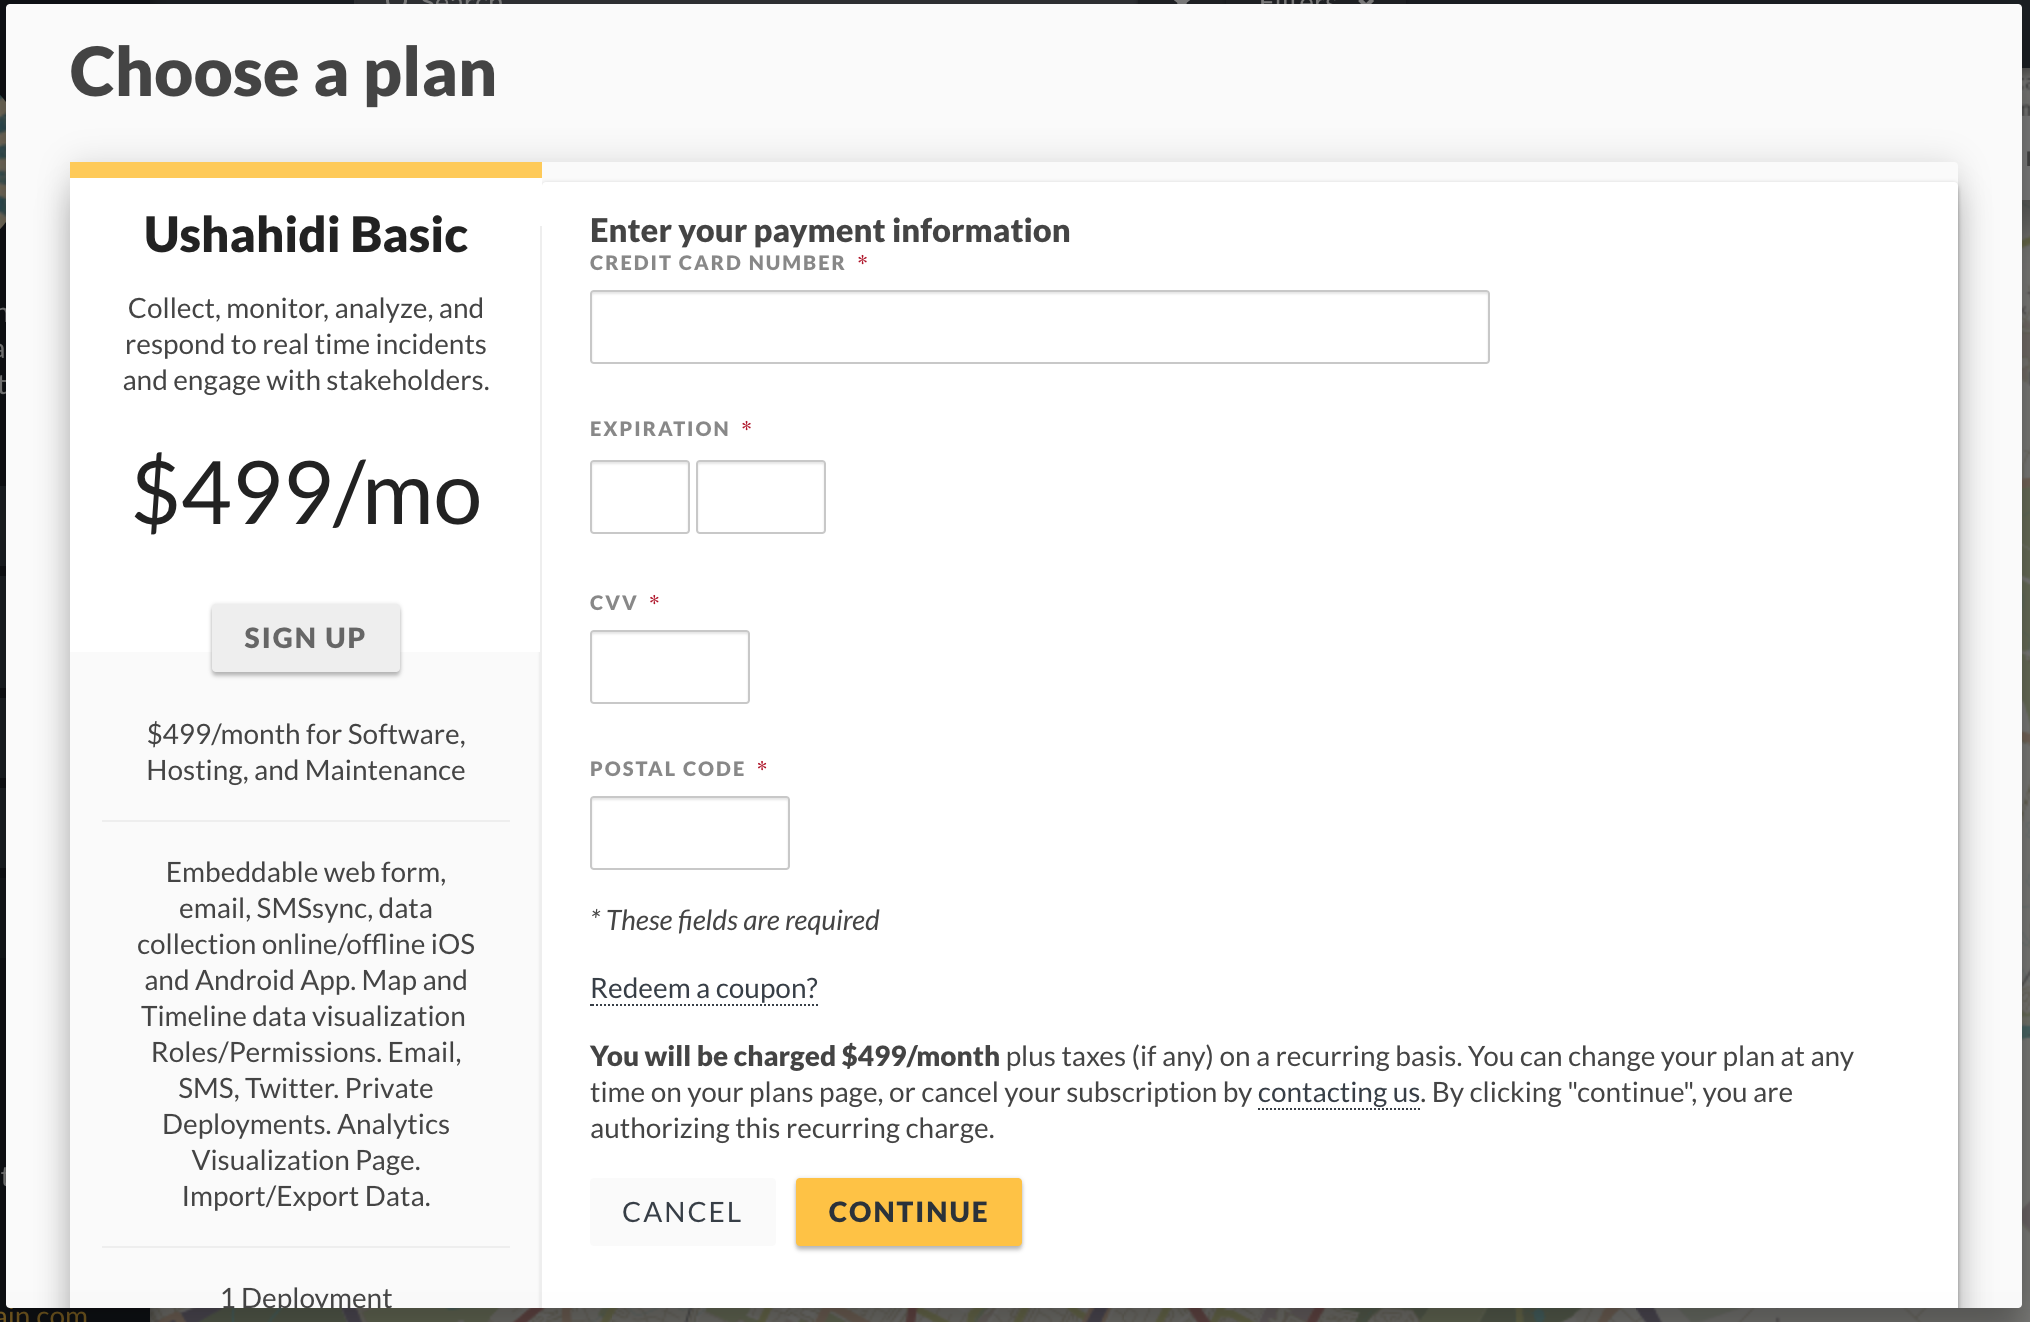 Search
Filters
Choose a plan
Ushahidi Basic
Collect, monitor, analyze, and
respond to real time incidents
and engage with stakeholders.
$499/mo
SIGN UP
$499/month for Software,
Hosting, and Maintenance
Embeddable web form,
email, SMSsync, data
collection online/offline iOS
and Android App. Map and
Timeline data visualization
Roles/Permissions. Email,
SMS, Twitter. Private
Deployments. Analytics
Visualization Page.
Import/Export Data.
1 Deployment
Enter your payment information
CREDIT CARD NUMBER *
EXPIRATION *
CVV *
POSTAL CODE *
* These fields are required
Redeem a coupon?
You will be charged $499/month plus taxes (if any) on a recurring basis. You can change your plan at any
time on your plans page, or cancel your subscription by contacting us. By clicking "continue", you are
authorizing this recurring charge.
CANCEL
CONTINUE